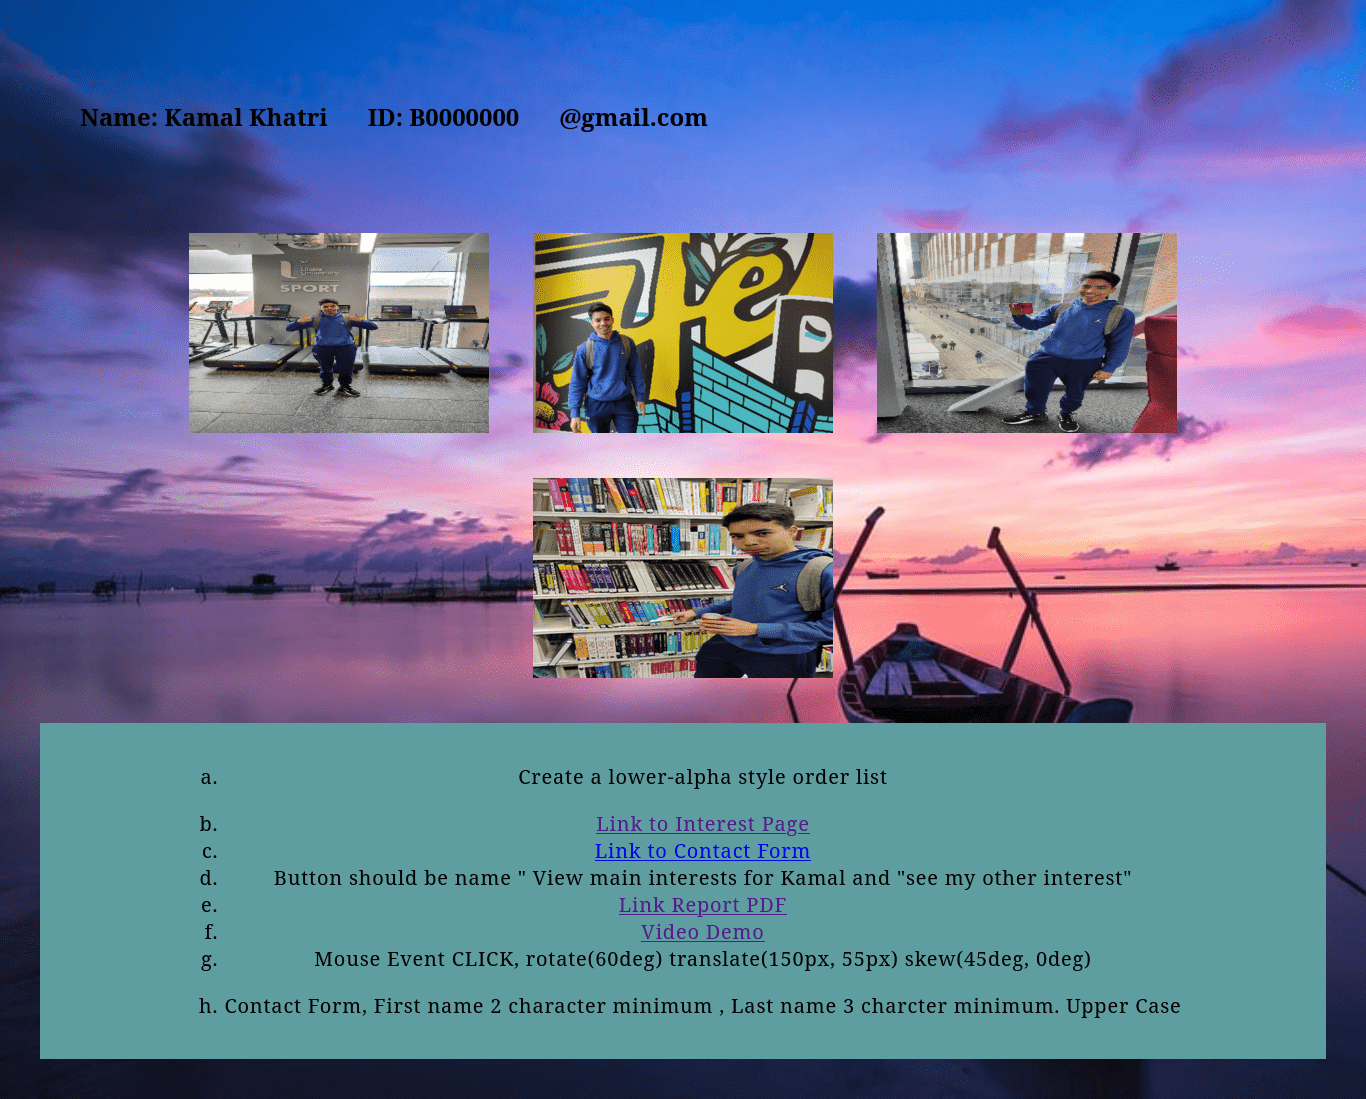 Name: Kamal Khatri ID: B0000000 @gmail.com
Ulster
University
SPORT
a. Create a lower-alpha style order list
b. Link to Interest Page
c. Link to Contact Form
d. Button should be name " View main interests for Kamal and "see my other interest"
e. Link Report PDF
f. Video Demo
g. Mouse Event CLICK, rotate(60deg) translate(150px, 55px) skew(45deg, 0deg)
h. Contact Form, First name 2 character minimum , Last name 3 charcter minimum. Upper Case